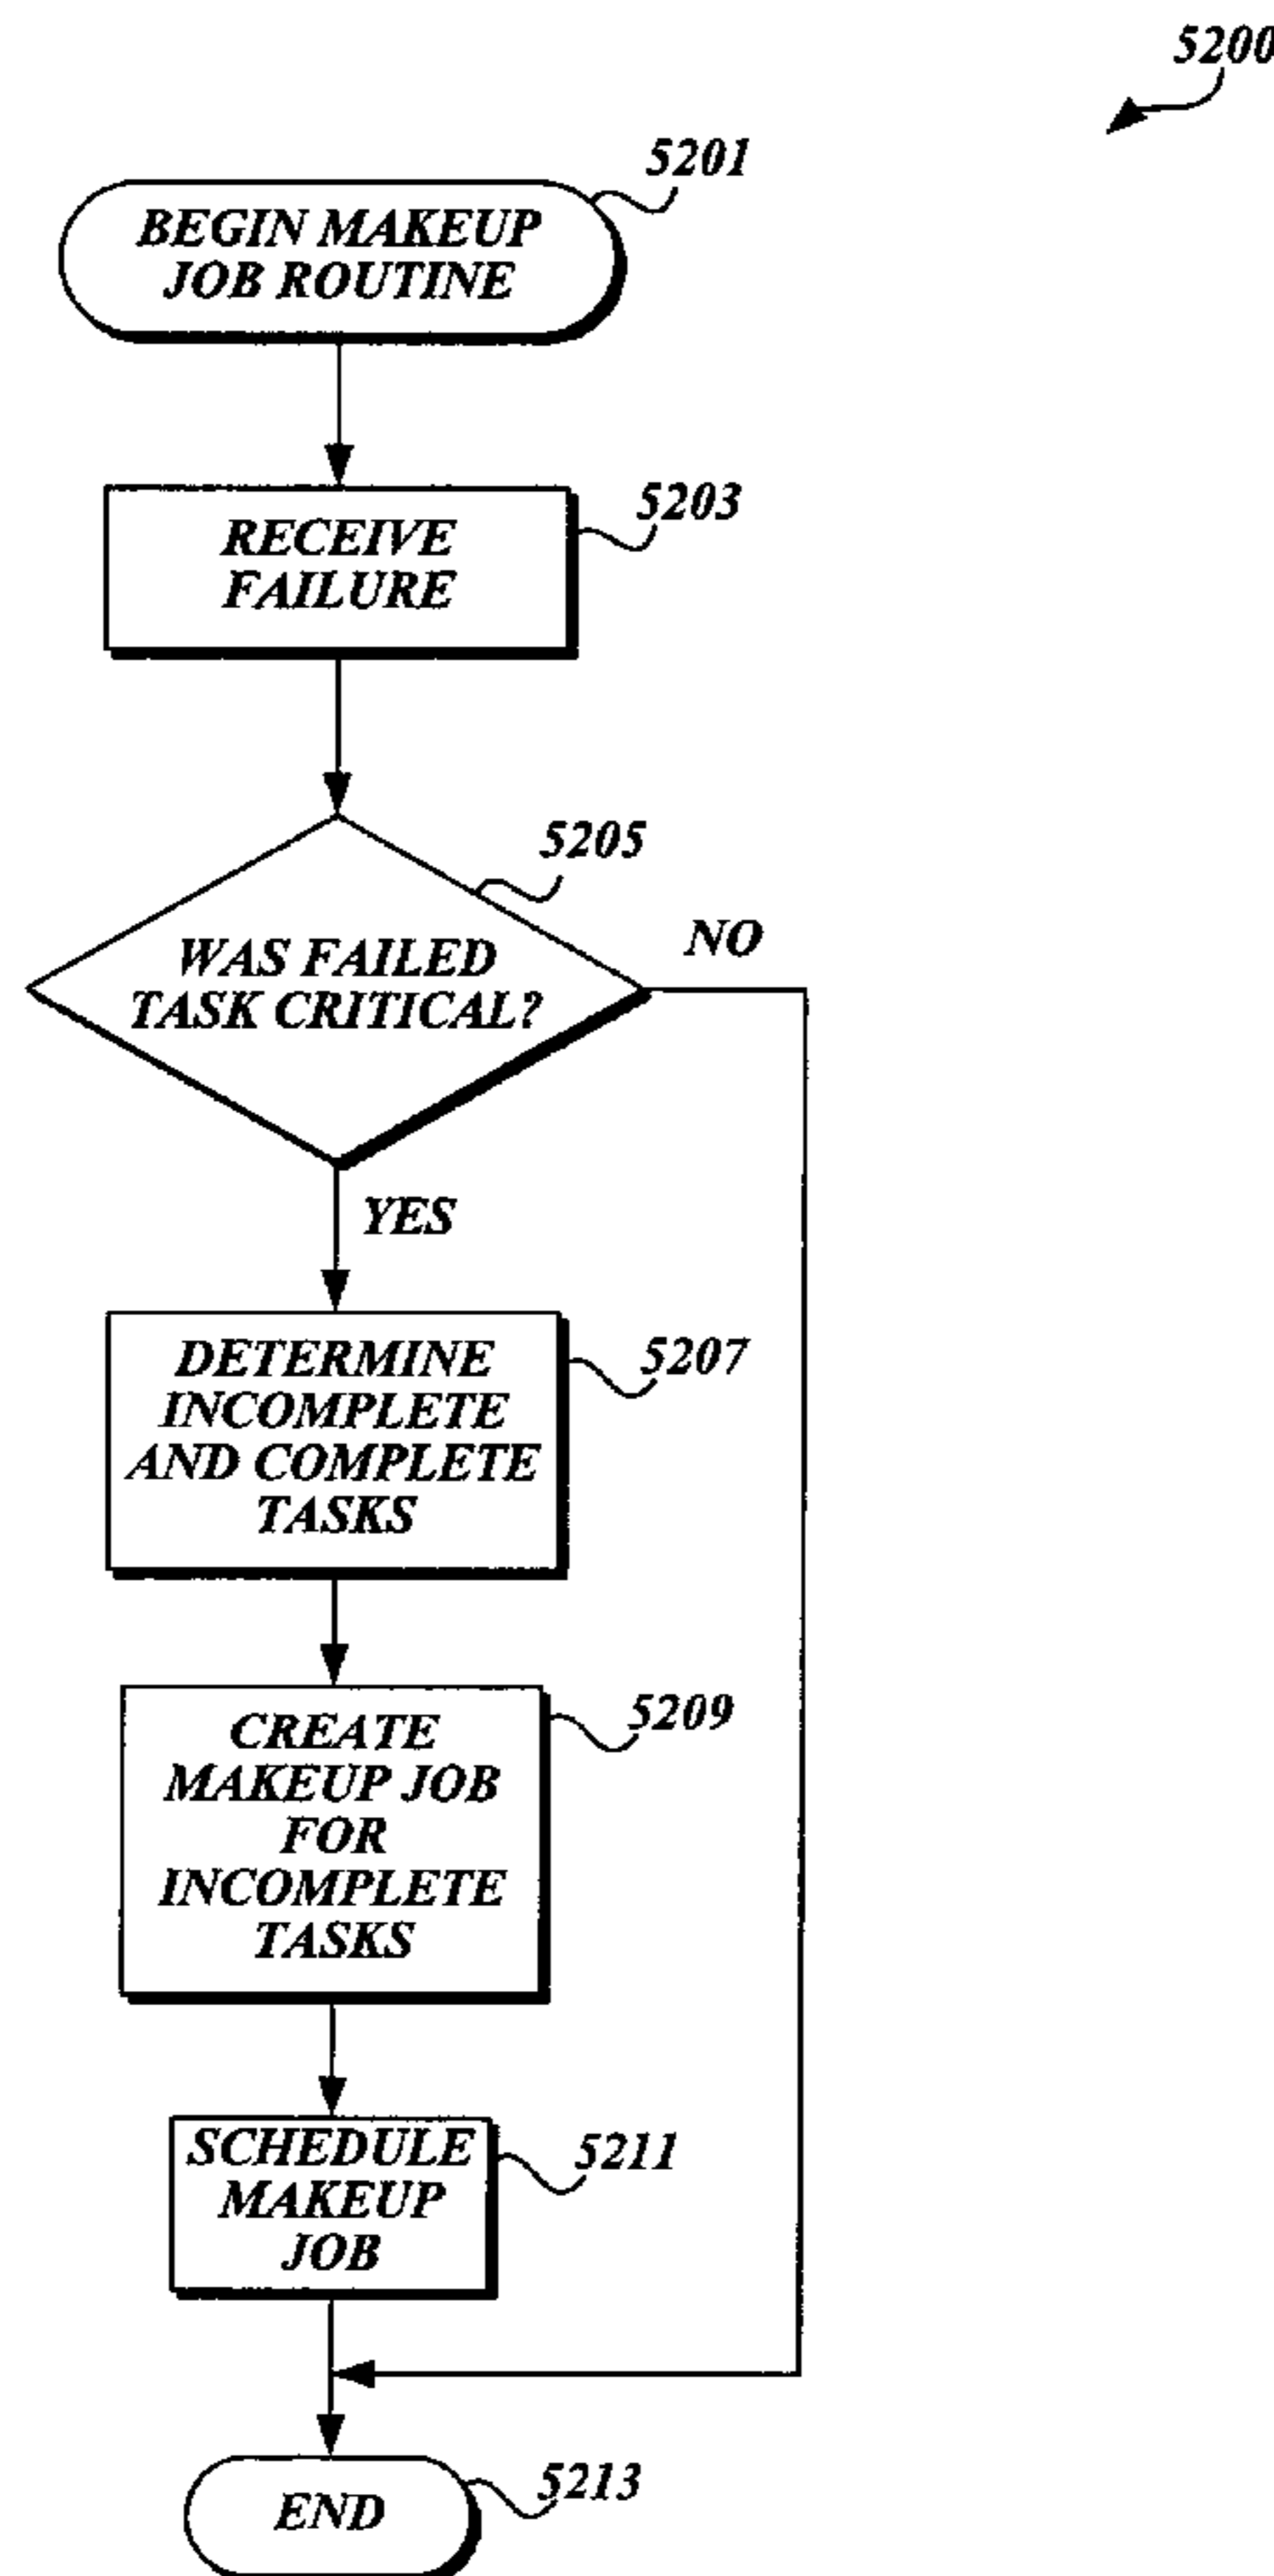 5200
5201
BEGIN MAKEUP
JOB ROUTINE
5203
RECEIVE
FAILURE
5205
WAS FAILED
TASK CRITICAL?
NO
YES
5207
DETERMINE
INCOMPLETE
AND COMPLETE
TASKS
5209
CREATE
MAKEUP JOB
FOR
INCOMPLETE
TASKS
5211
SCHEDULE
MAKEUP
JOB
5213
END